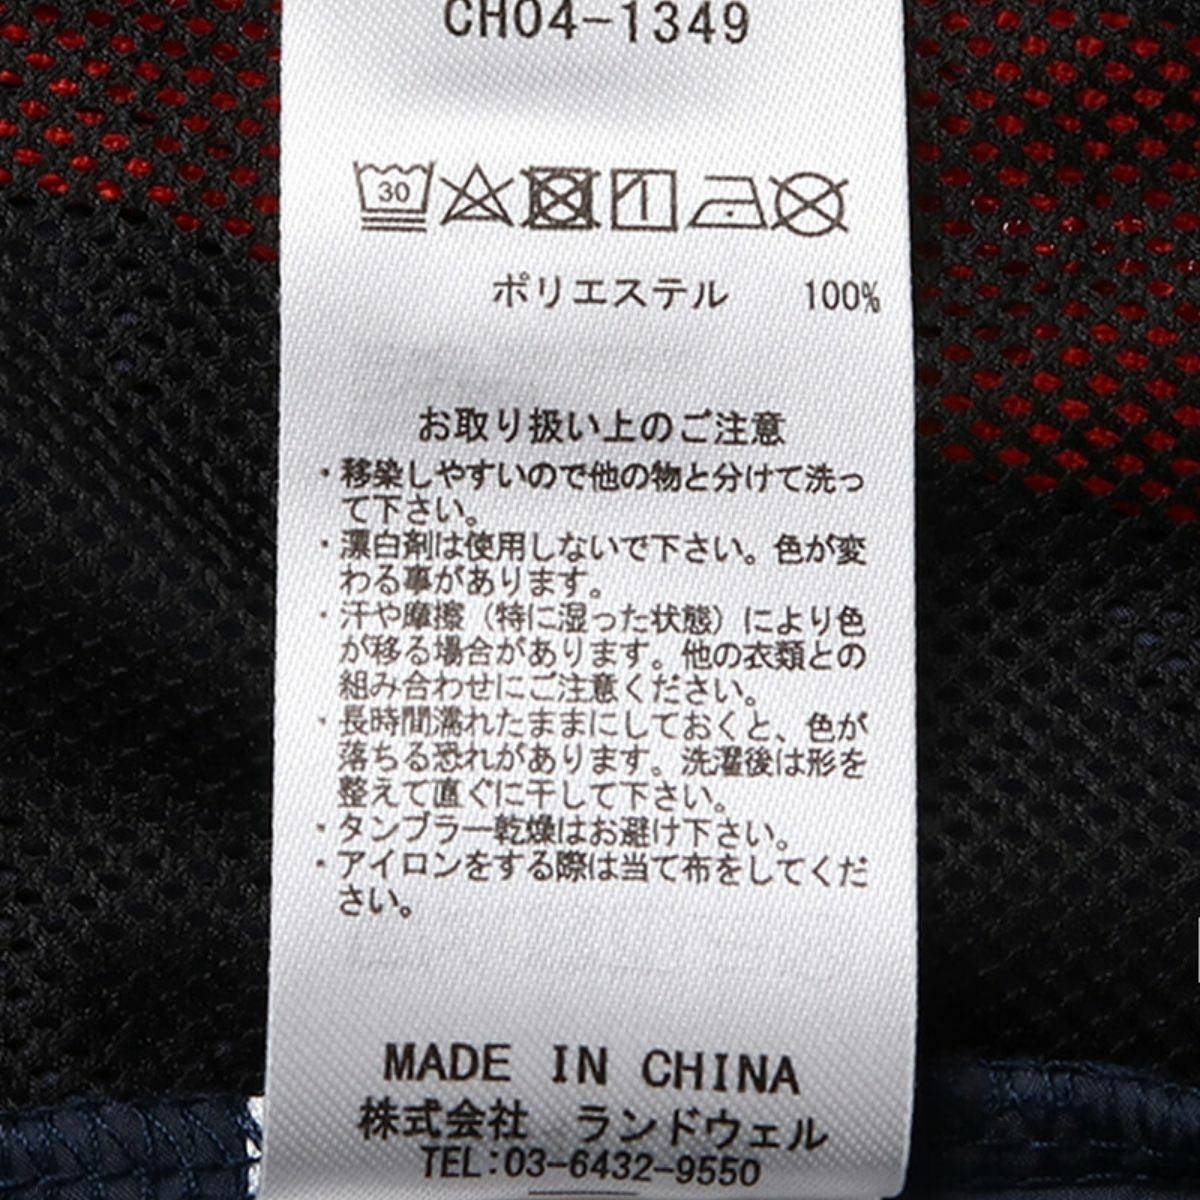 CH04-1349
30
ポリエステル 100%
お取り扱い上のご注意
・移染しやすいので他の物と分けて洗っ
て下さい。
・漂白剤は使用しないで下さい。色が変
わる事があります。
・汗や摩擦（特に湿った状態）により色
が移る場合があります。他の衣類との
組み合わせにご注意ください。
・長時間濡れたままにしておくと、色が
落ちる恐れがあります。洗濯後は形を
整えて直ぐに干して下さい。
・タンブラー乾燥はお避け下さい。
・アイロンをする際は当て布をしてくだ
さい。
MADE IN CHINA
株式会社 ランドウェル
TEL:03-6432-9550